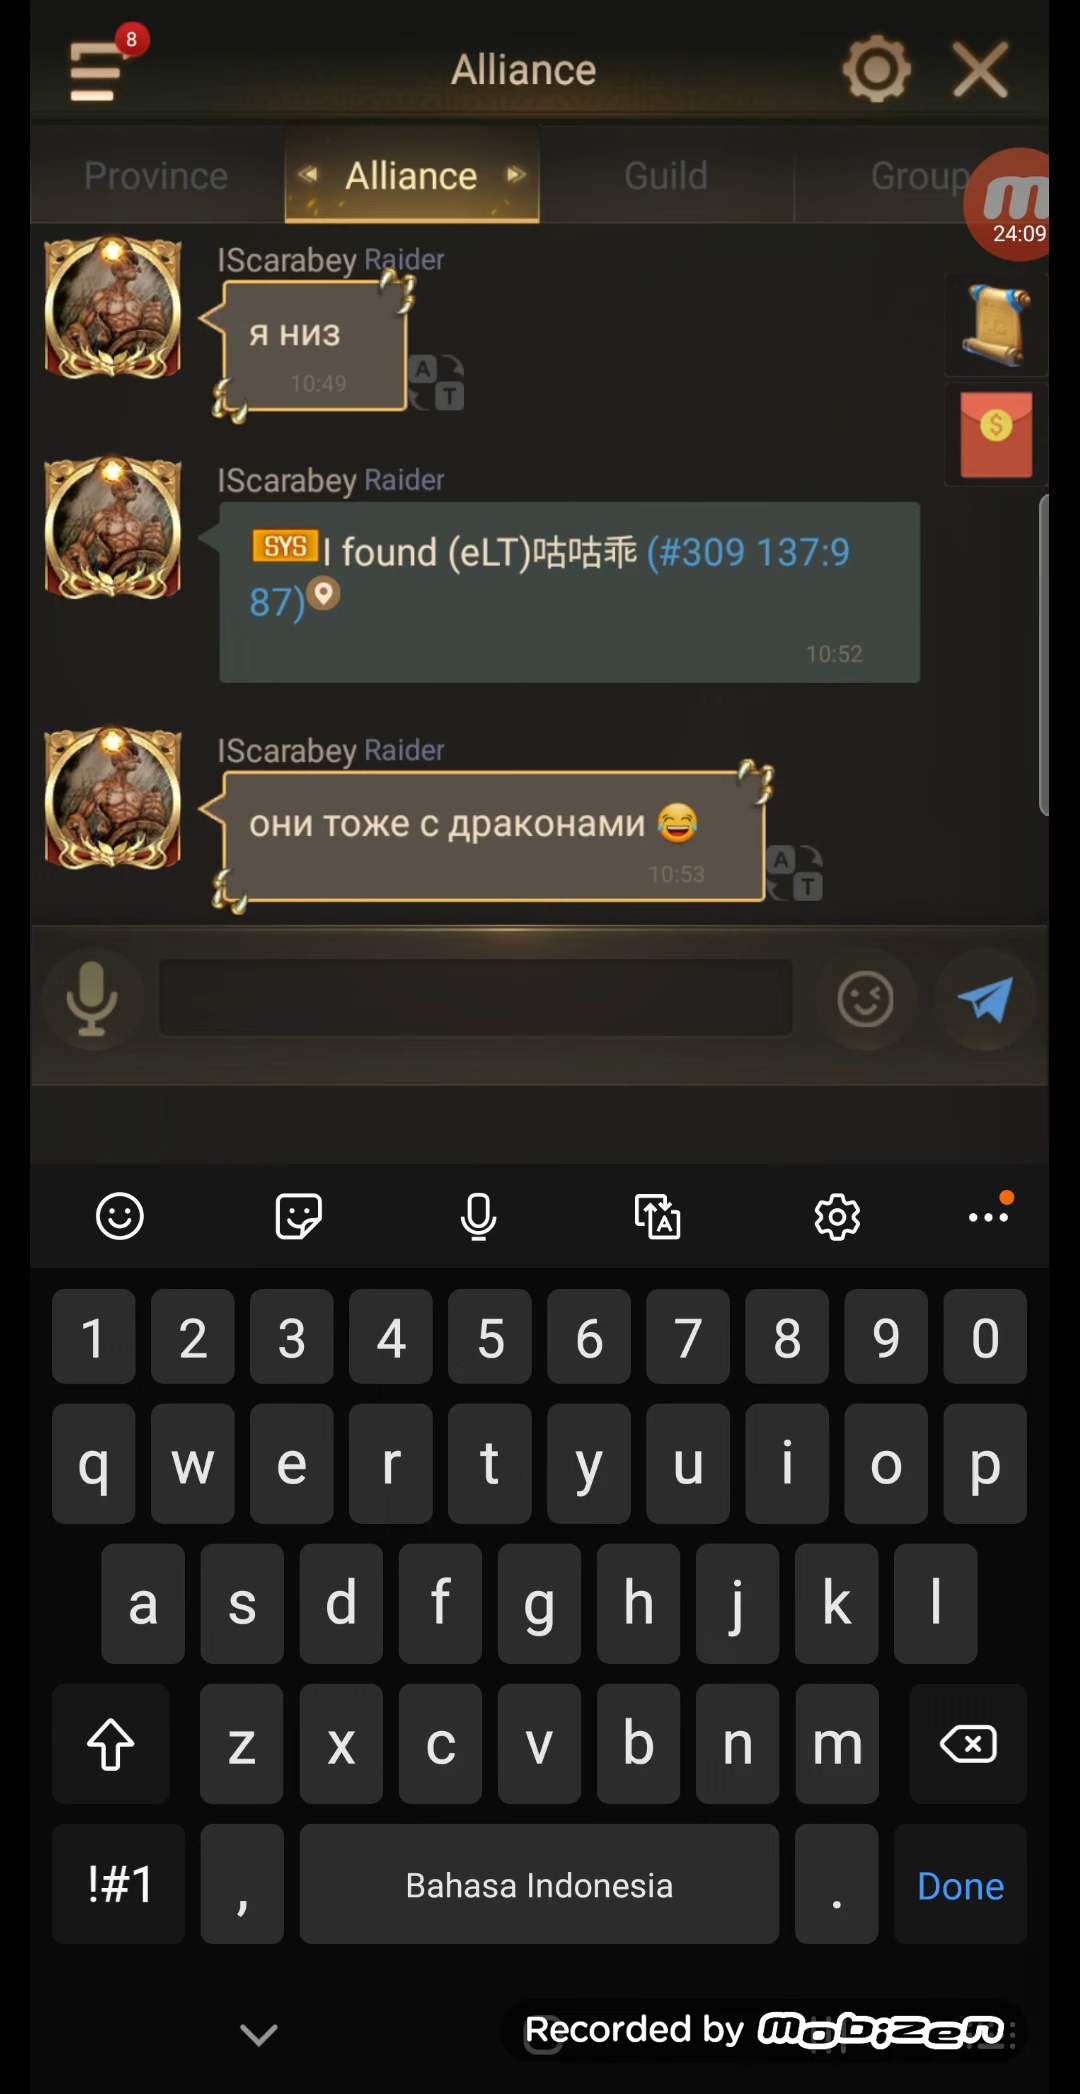 8
Alliance
Province
Alliance
Guild
Group
24:09
IScarabey Raider
я низ
10:49
A
T
IScarabey Raider
SYS I found (eLT)咕咕乖 (#309 137:9
87)
10:52
IScarabey Raider
они тоже с драконами 😂
10:53
A
T
1 2 3 4 5 6 7 8 9 0
q w e r t y u i o p
a s d f g h j k l
z x c v b n m
!#1 , Bahasa Indonesia . Done
Recorded by mobizen